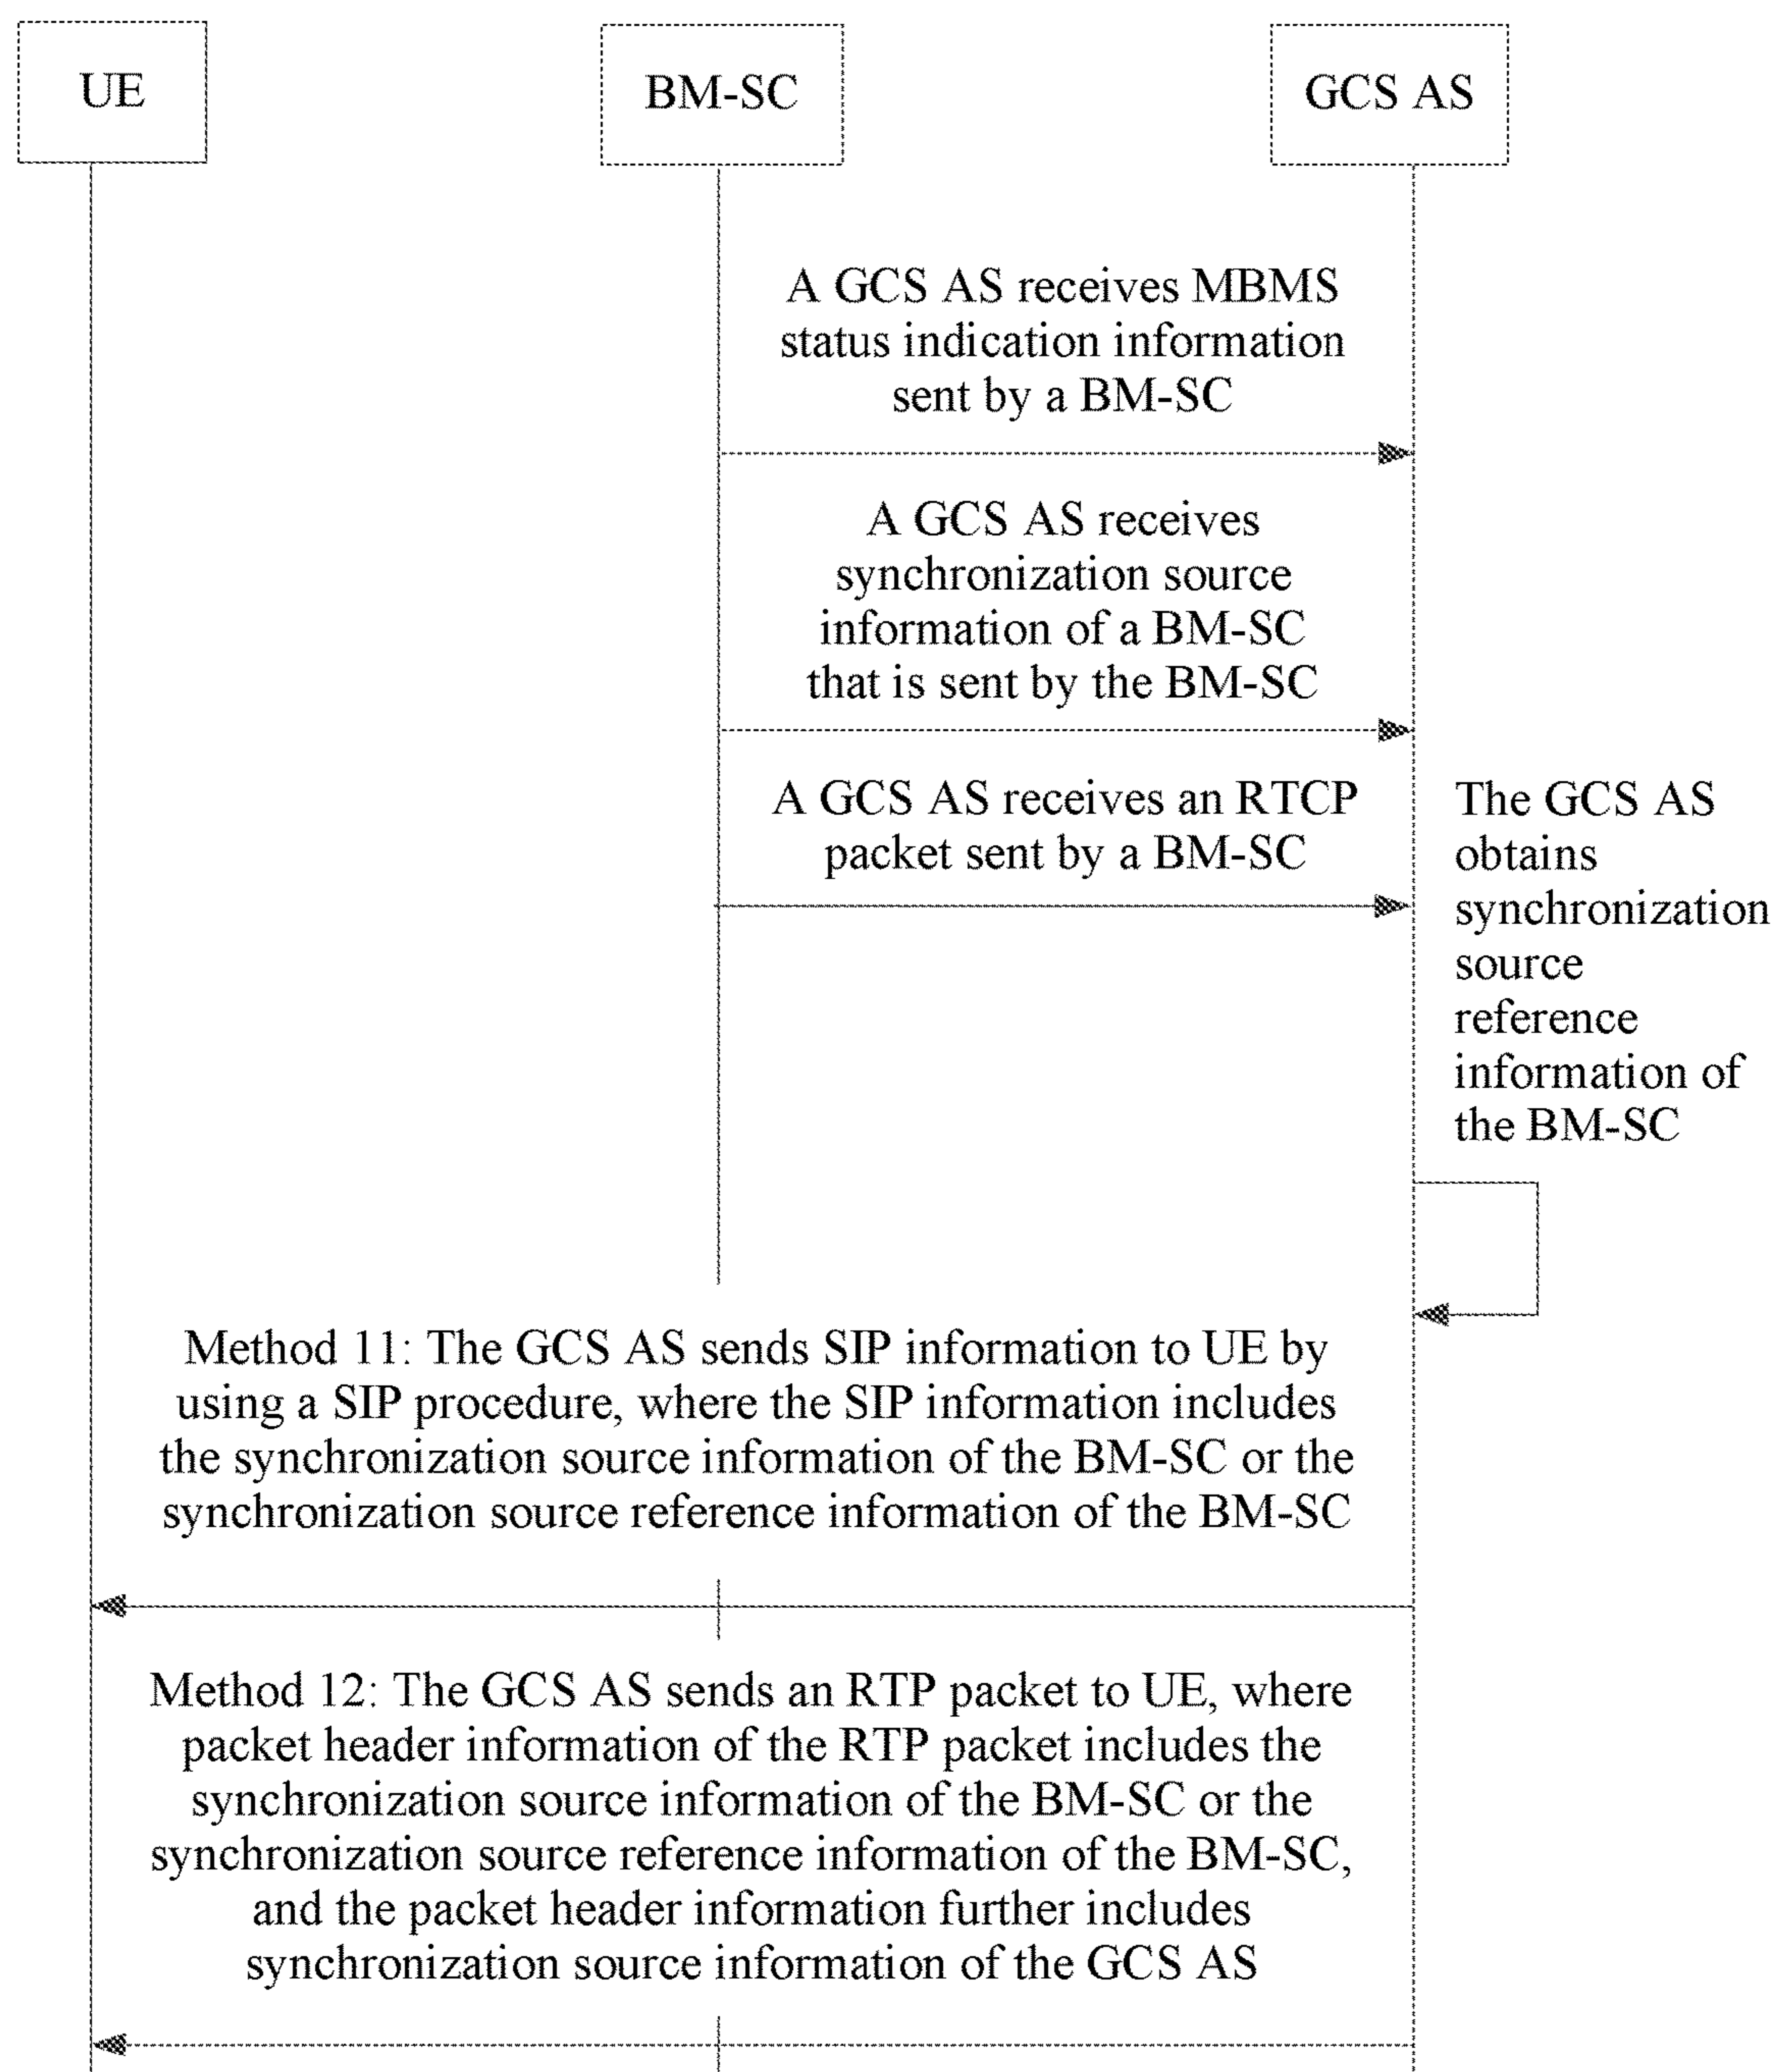 UE
BM-SC
GCS AS
A GCS AS receives MBMS
status indication information
sent by a BM-SC
A GCS AS receives
synchronization source
information of a BM-SC
that is sent by the BM-SC
A GCS AS receives an RTCP
packet sent by a BM-SC
The GCS AS
obtains
synchronization
source
reference
information of
the BM-SC
Method 11: The GCS AS sends SIP information to UE by
using a SIP procedure, where the SIP information includes
the synchronization source information of the BM-SC or the
synchronization source reference information of the BM-SC
Method 12: The GCS AS sends an RTP packet to UE, where
packet header information of the RTP packet includes the
synchronization source information of the BM-SC or the
synchronization source reference information of the BM-SC,
and the packet header information further includes
synchronization source information of the GCS AS